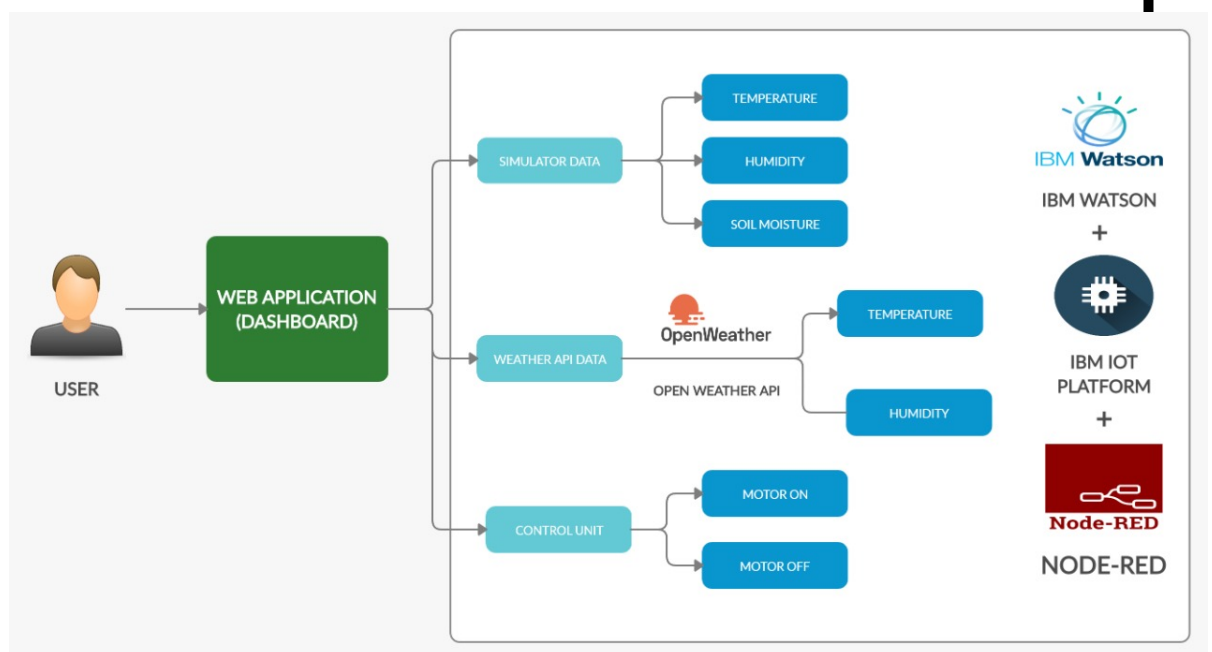 USER
WEB APPLICATION
(DASHBOARD)
SIMULATOR DATA
TEMPERATURE
HUMIDITY
SOIL MOISTURE
WEATHER API DATA
OpenWeather
OPEN WEATHER API
TEMPERATURE
HUMIDITY
CONTROL UNIT
MOTOR ON
MOTOR OFF
IBM Watson
IBM WATSON
+
IBM IOT
PLATFORM
+
Node-RED
NODE-RED